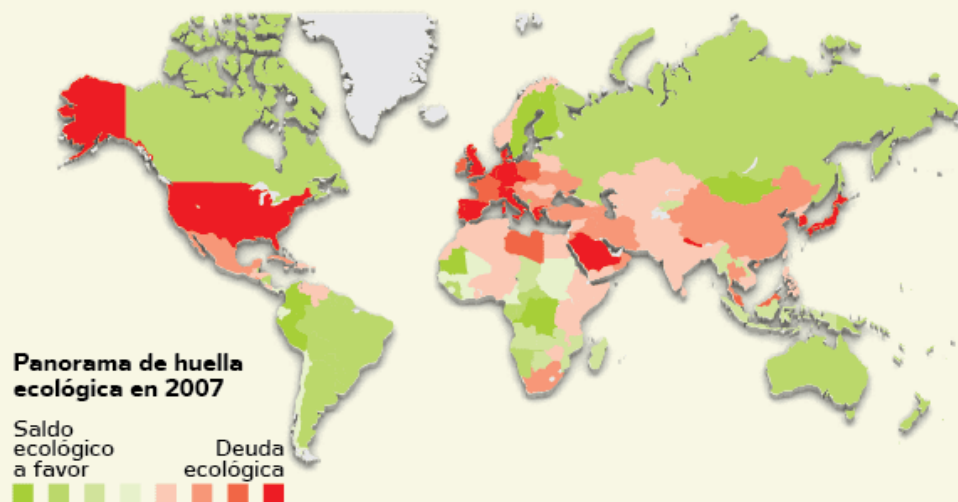 Panorama de huella
ecológica en 2007
Saldo
ecológico
a favor
Deuda
ecológica